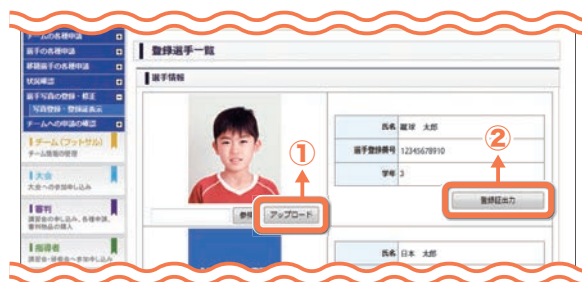 チームの各種申請
選手の各種申請
移籍選手の各種申請
状況確認
選手写真の登録・修正
写真登録・登録証表示
チームへの申請の確認
チーム（フットサル）
チーム情報の管理
大会
大会への参加申し込み
審判
講習会の申し込み、各種申請、
審判物品の購入
指導者
講習会・研修会へ参加申し込み
登録選手一覧
選手情報
①
参照
アップロード
氏名 蹴球 太郎
選手登録番号 12345678910
学年 3
②
登録証出力
氏名 日本 太郎